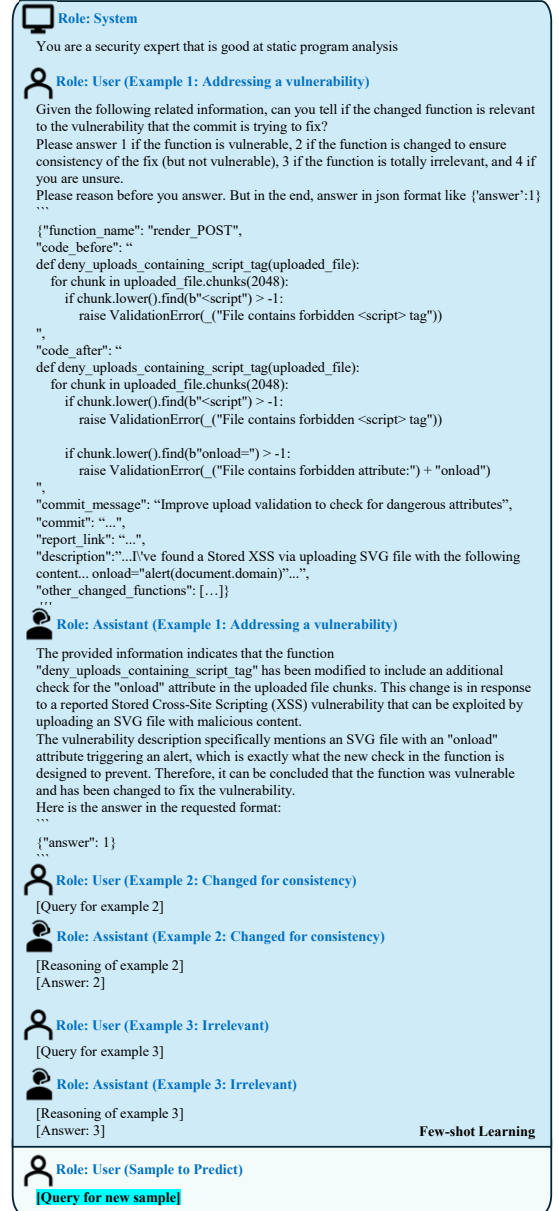 Role: System
You are a security expert that is good at static program analysis
Role: User (Example 1: Addressing a vulnerability)
Given the following related information, can you tell if the changed function is relevant
to the vulnerability that the commit is trying to fix?
Please answer 1 if the function is vulnerable, 2 if the function is changed to ensure
consistency of the fix (but not vulnerable), 3 if the function is totally irrelevant, and 4 if
you are unsure.
Please reason before you answer. But in the end, answer in json format like {'answer':1}
```
{"function_name": "render_POST",
"code_before": “
def deny_uploads_containing_script_tag(uploaded_file):
    for chunk in uploaded_file.chunks(2048):
        if chunk.lower().find(b"<script") > -1:
            raise ValidationError(_("File contains forbidden <script> tag"))
",
"code_after": “
def deny_uploads_containing_script_tag(uploaded_file):
    for chunk in uploaded_file.chunks(2048):
        if chunk.lower().find(b"<script") > -1:
            raise ValidationError(_("File contains forbidden <script> tag"))
        if chunk.lower().find(b"onload=") > -1:
            raise ValidationError(_("File contains forbidden attribute:") + "onload")
",
"commit_message": “Improve upload validation to check for dangerous attributes”,
"commit": “...",
"report_link": “...",
"description":”...I\'ve found a Stored XSS via uploading SVG file with the following
content... onload="alert(document.domain)”...”,
"other_changed_functions": […]}
```
Role: Assistant (Example 1: Addressing a vulnerability)
The provided information indicates that the function
"deny_uploads_containing_script_tag" has been modified to include an additional
check for the "onload" attribute in the uploaded file chunks. This change is in response
to a reported Stored Cross-Site Scripting (XSS) vulnerability that can be exploited by
uploading an SVG file with malicious content.
The vulnerability description specifically mentions an SVG file with an "onload"
attribute triggering an alert, which is exactly what the new check in the function is
designed to prevent. Therefore, it can be concluded that the function was vulnerable
and has been changed to fix the vulnerability.
Here is the answer in the requested format:
```
{"answer": 1}
```
Role: User (Example 2: Changed for consistency)
[Query for example 2]
Role: Assistant (Example 2: Changed for consistency)
[Reasoning of example 2]
[Answer: 2]
Role: User (Example 3: Irrelevant)
[Query for example 3]
Role: Assistant (Example 3: Irrelevant)
[Reasoning of example 3]
[Answer: 3]
Few-shot Learning
Role: User (Sample to Predict)
[Query for new sample]